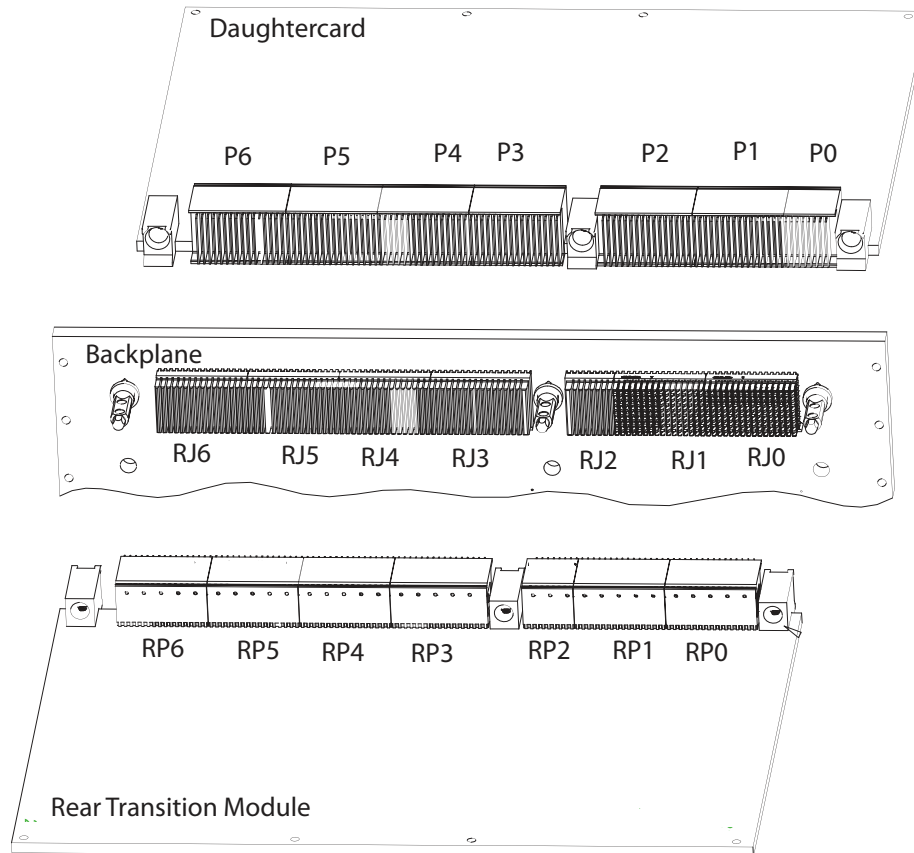 Daughtercard
P6 P5 P4 P3 P2 P1 P0
Backplane
RJ6 RJ5 RJ4 RJ3 RJ2 RJ1 RJ0
RP6 RP5 RP4 RP3 RP2 RP1 RP0
Rear Transition Module